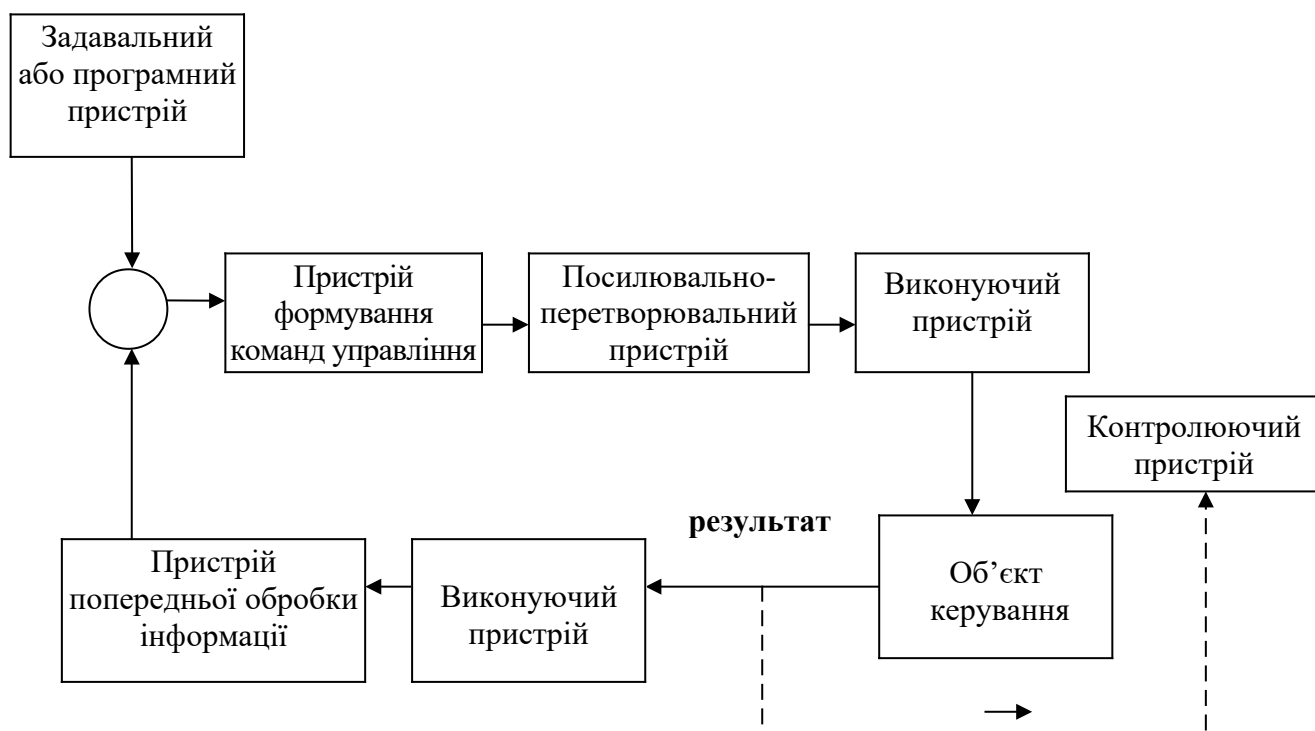 Задавальний
або програмний
пристрій
Пристрій
формування
команд управління
Посилювально-
перетворювальний
пристрій
Виконуючий
пристрій
Контролюючий
пристрій
результат
Об’єкт
керування
Виконуючий
пристрій
Пристрій
попередньої обробки
інформації